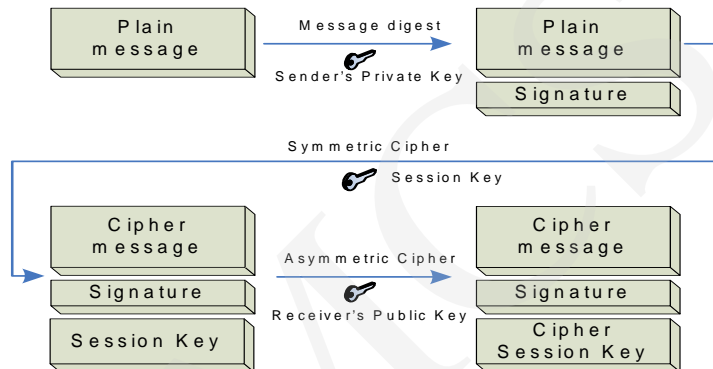 Plain
message
Message digest
Sender's Private Key
Plain
message
Signature
Symmetric Cipher
Session Key
Cipher
message
Signature
Session Key
Asymmetric Cipher
Receiver's Public Key
Cipher
message
Signature
Cipher
Session Key